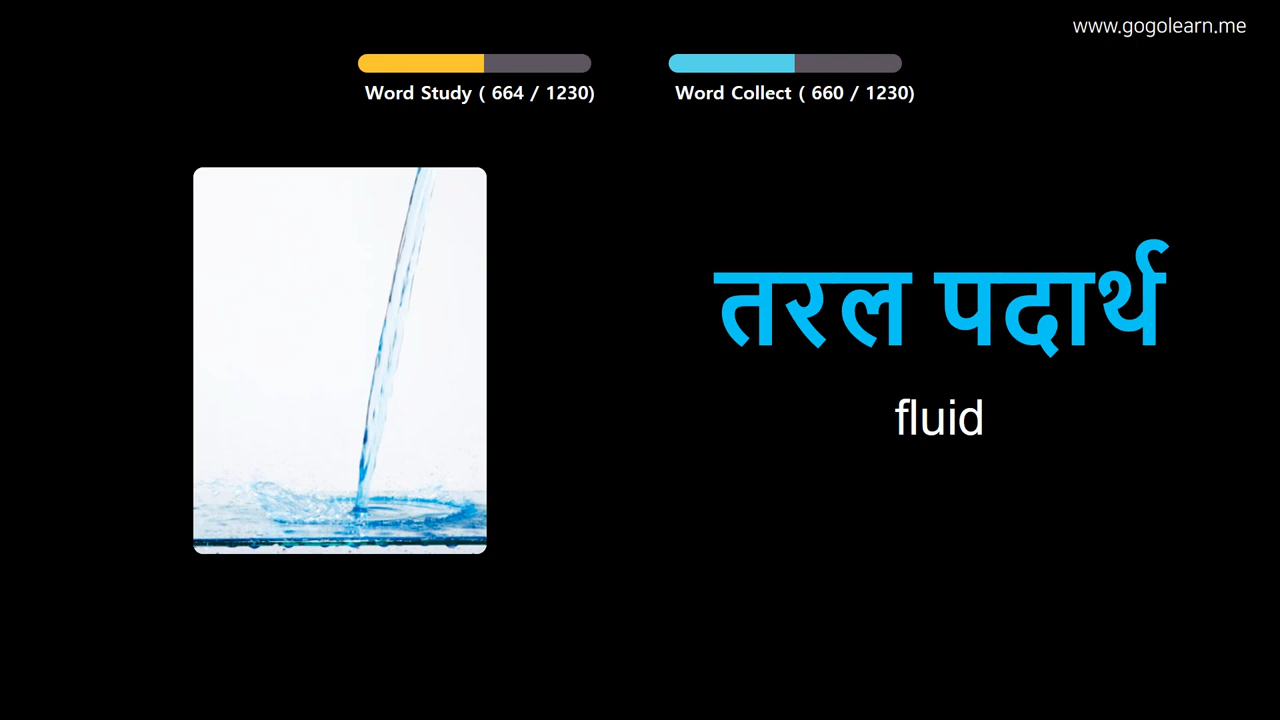 www.gogolearn.me
Word Study ( 664 / 1230)
Word Collect ( 660 / 1230)
तरल पदार्थ
fluid